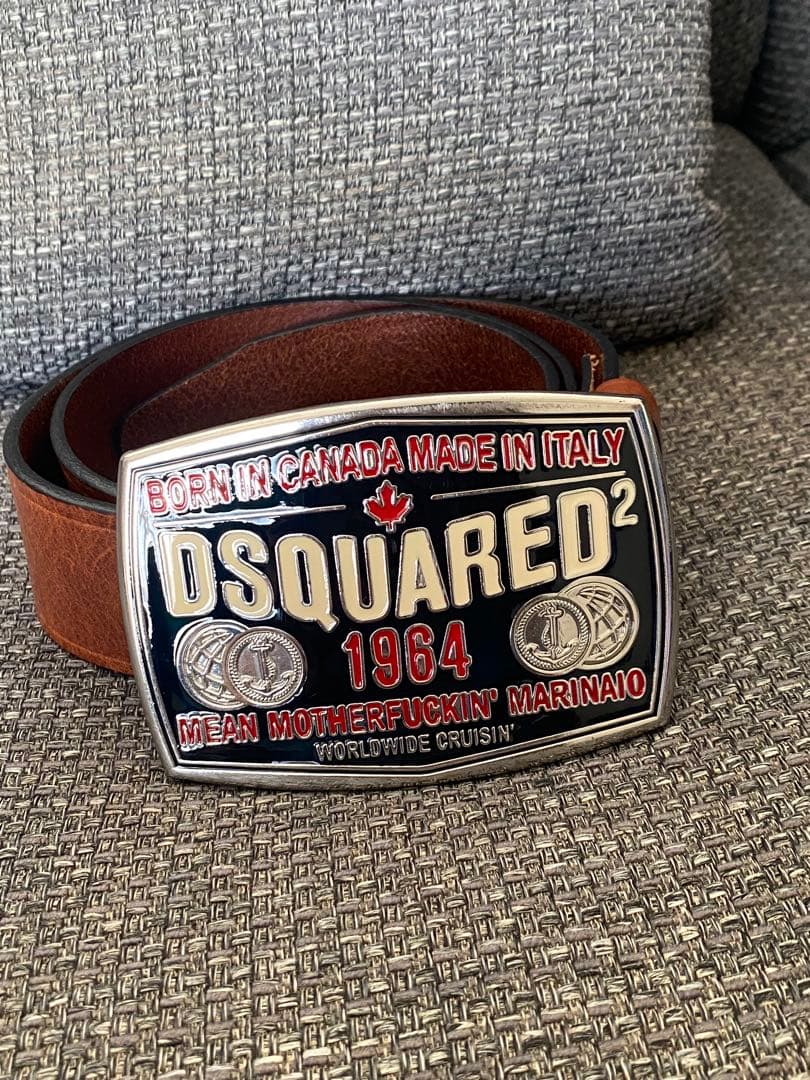 BORN IN CANADA MADE IN ITALY
DSQUARED²
1964
MEAN MOTHERFUCKIN' MARINAIO
WORLDWIDE CRUISIN'